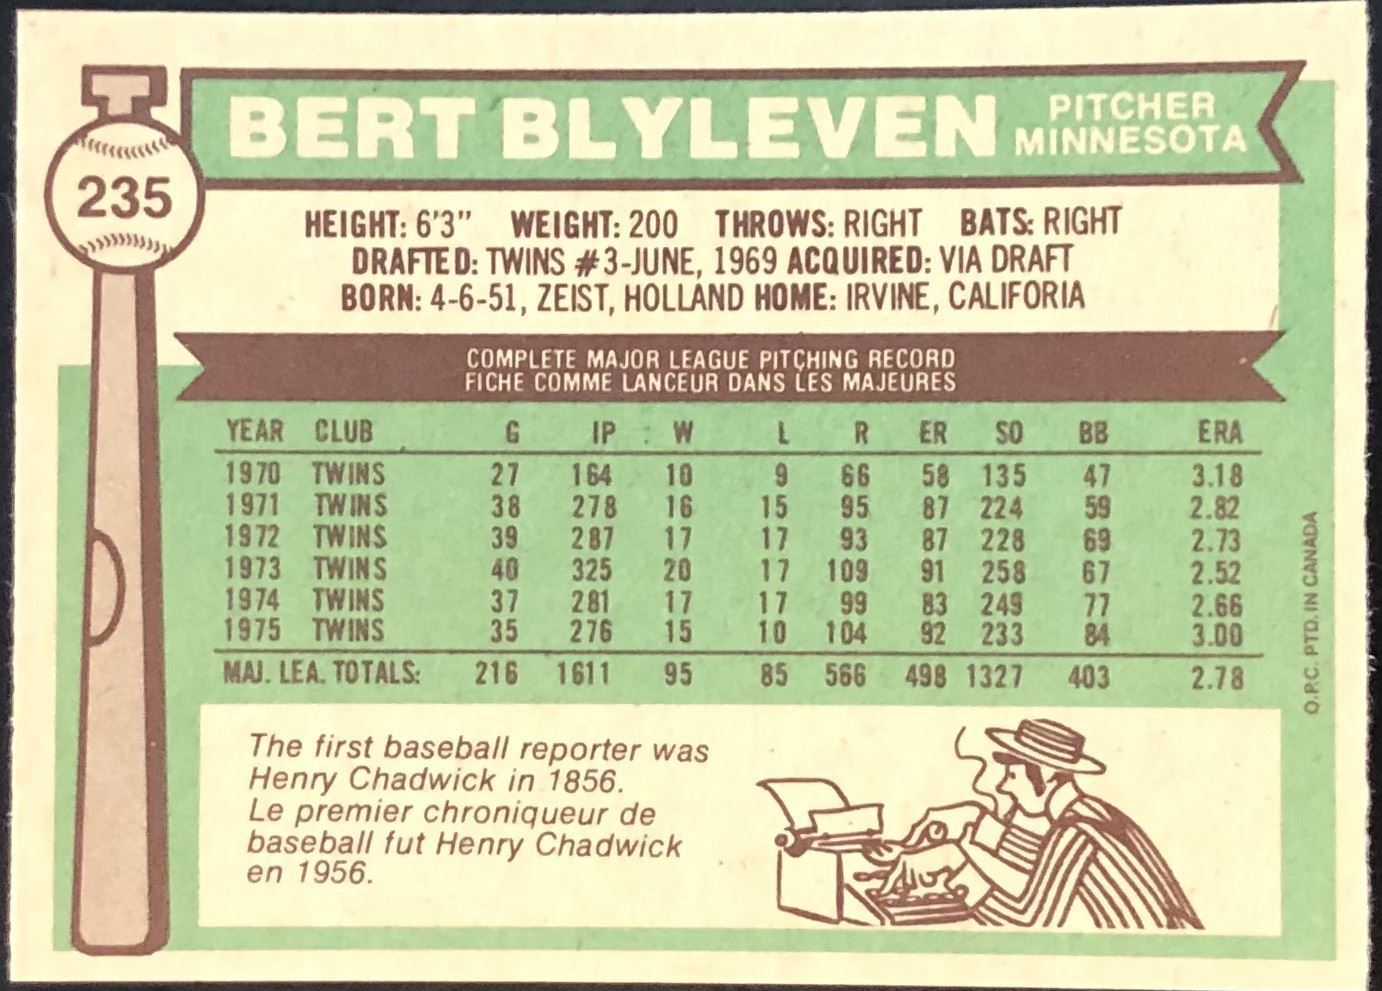 BERT BLYLEVEN
PITCHER
MINNESOTA
235
HEIGHT: 6'3" WEIGHT: 200 THROWS: RIGHT BATS: RIGHT
DRAFTED: TWINS #3-JUNE, 1969 ACQUIRED: VIA DRAFT
BORN: 4-6-51, ZEIST, HOLLAND HOME: IRVINE, CALIFORIA
COMPLETE MAJOR LEAGUE PITCHING RECORD
FICHE COMME LANCEUR DANS LES MAJEURES
YEAR CLUB G IP W L R ER SO BB ERA
1970 TWINS 27 164 10 9 66 58 135 47 3.18
1971 TWINS 38 278 16 15 95 87 224 59 2.82
1972 TWINS 39 287 17 17 93 87 228 69 2.73
1973 TWINS 40 325 20 17 109 91 258 67 2.52
1974 TWINS 37 281 17 17 99 83 249 77 2.66
1975 TWINS 35 276 15 10 104 92 233 84 3.00
MAJ. LEA. TOTALS: 216 1611 95 85 566 498 1327 403 2.78
The first baseball reporter was
Henry Chadwick in 1856.
Le premier chroniqueur de
baseball fut Henry Chadwick
en 1956.
O.P.C. PTD. IN CANADA